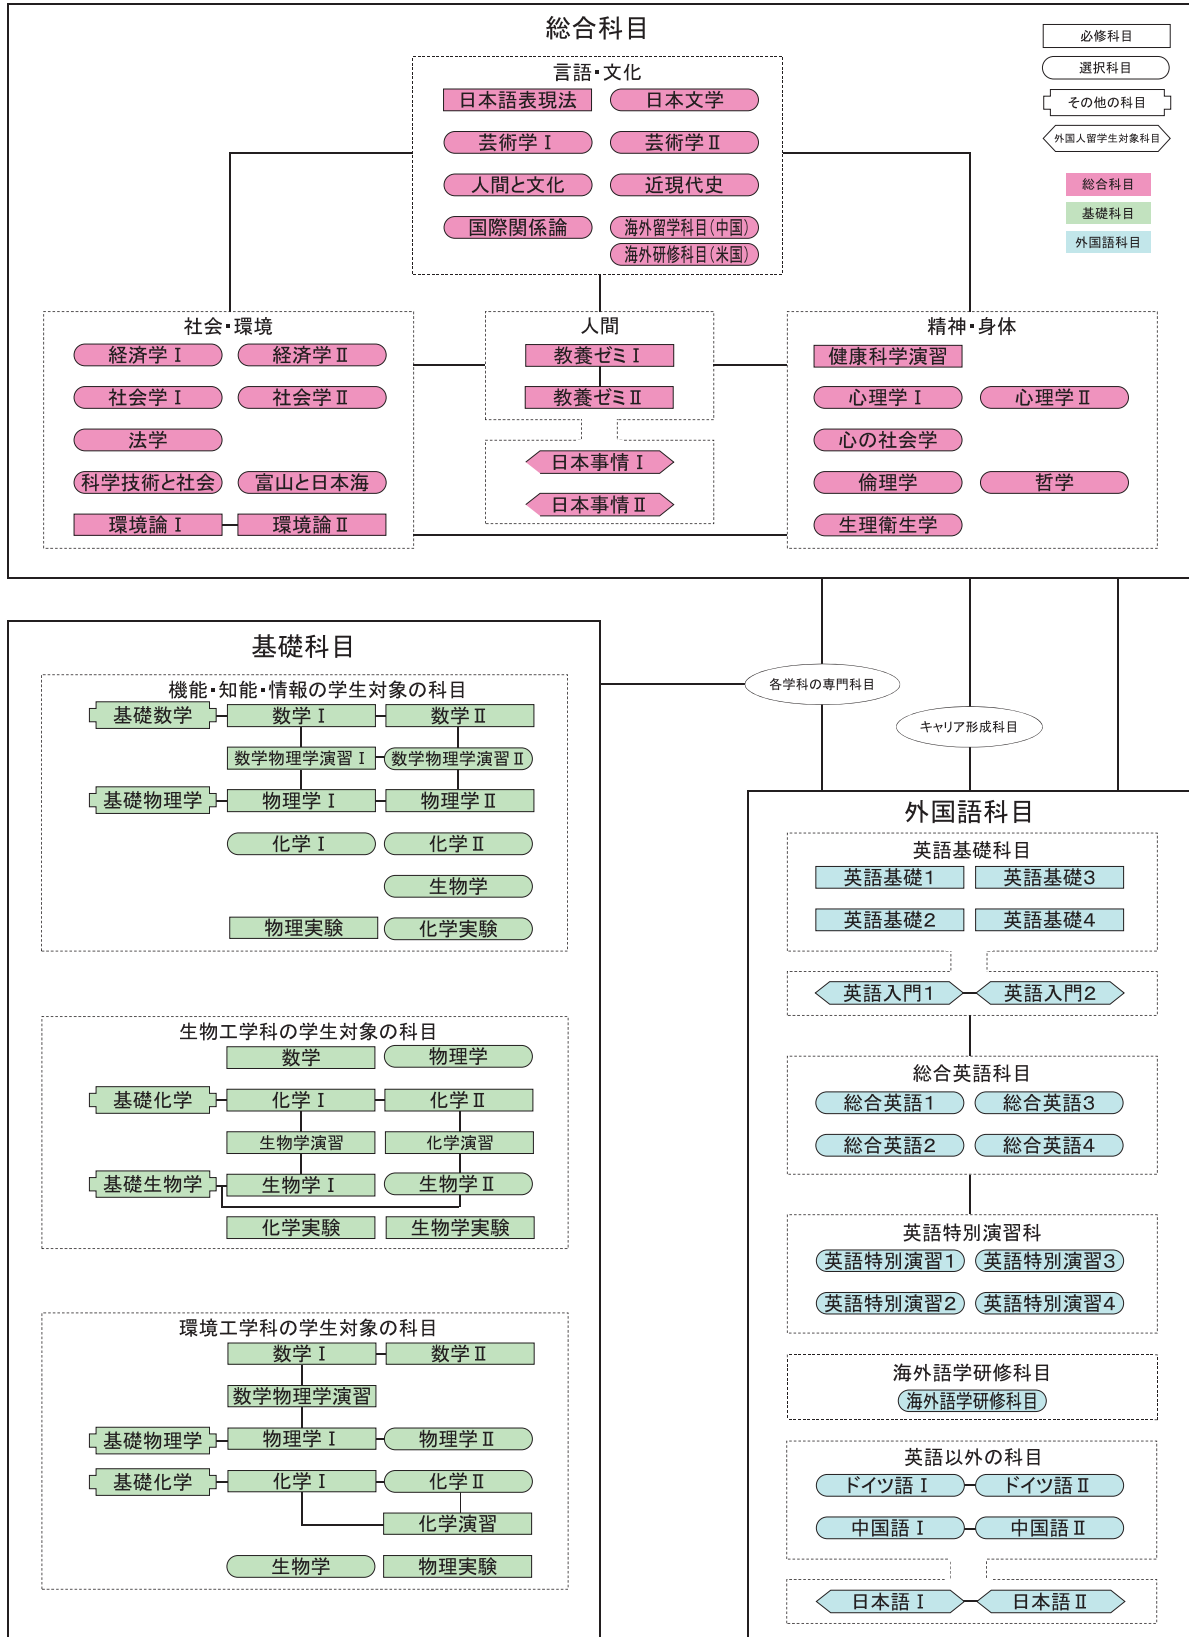 総合科目
必修科目
選択科目
その他の科目
外国人留学生対象科目
総合科目
基礎科目
外国語科目
言語・文化
日本語表現法 日本文学
芸術学Ⅰ 芸術学Ⅱ
人間と文化 近現代史
国際関係論 海外留学科目(中国)
海外研修科目(米国)
社会・環境
経済学Ⅰ 経済学Ⅱ
社会学Ⅰ 社会学Ⅱ
法学
科学技術と社会 富山と日本海
環境論Ⅰ 環境論Ⅱ
人間
教養ゼミⅠ
教養ゼミⅡ
日本事情Ⅰ
日本事情Ⅱ
精神・身体
健康科学演習
心理学Ⅰ 心理学Ⅱ
心の社会学
倫理学 哲学
生理衛生学
各学科の専門科目
キャリア形成科目
基礎科目
機能・知能・情報の学生対象の科目
基礎数学 数学Ⅰ 数学Ⅱ
数学物理学演習Ⅰ 数学物理学演習Ⅱ
基礎物理学 物理学Ⅰ 物理学Ⅱ
化学Ⅰ 化学Ⅱ
生物学
物理実験 化学実験
生物工学科の学生対象の科目
数学 物理学
基礎化学 化学Ⅰ 化学Ⅱ
生物学演習 化学演習
基礎生物学 生物学Ⅰ 生物学Ⅱ
化学実験 生物学実験
環境工学科の学生対象の科目
数学Ⅰ 数学Ⅱ
数学物理学演習
基礎物理学 物理学Ⅰ 物理学Ⅱ
基礎化学 化学Ⅰ 化学Ⅱ
化学演習
生物学 物理実験
外国語科目
英語基礎科目
英語基礎1 英語基礎3
英語基礎2 英語基礎4
英語入門1 英語入門2
総合英語科目
総合英語1 総合英語3
総合英語2 総合英語4
英語特別演習科
英語特別演習1 英語特別演習3
英語特別演習2 英語特別演習4
海外語学研修科目
海外語学研修科目
英語以外の科目
ドイツ語Ⅰ ドイツ語Ⅱ
中国語Ⅰ 中国語Ⅱ
日本語Ⅰ 日本語Ⅱ